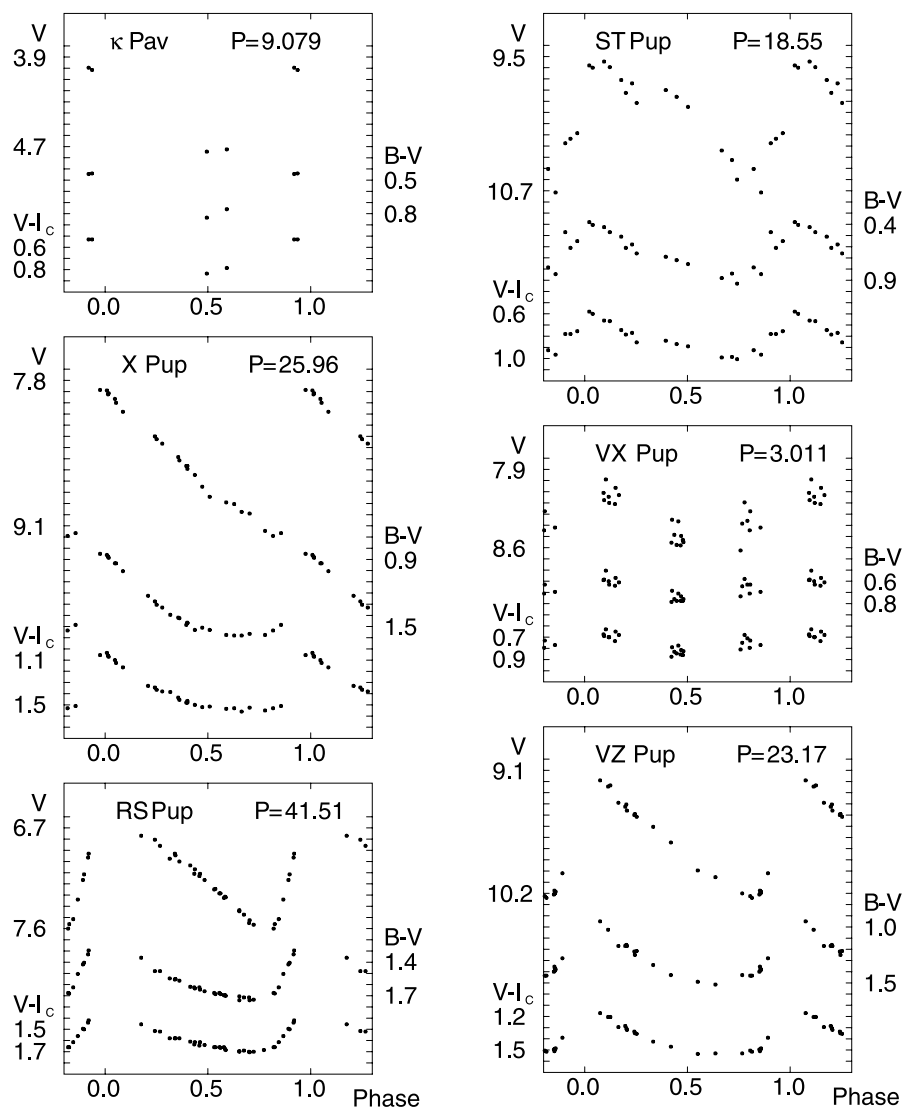 V
κ Pav P=9.079
3.9
4.7
B-V
0.5
0.8
V-Ic
0.6
0.8
0.0 0.5 1.0
V
X Pup P=25.96
7.8
9.1
B-V
0.9
1.5
V-Ic
1.1
1.5
0.0 0.5 1.0
V
RS Pup P=41.51
6.7
7.6
B-V
1.4
1.7
V-Ic
1.5
1.7
0.0 0.5 1.0 Phase
V
ST Pup P=18.55
9.5
10.7
B-V
0.4
0.9
V-Ic
0.6
1.0
0.0 0.5 1.0
V
VX Pup P=3.011
7.9
8.6
B-V
0.6
0.8
V-Ic
0.7
0.9
0.0 0.5 1.0
V
VZ Pup P=23.17
9.1
10.2
B-V
1.0
1.5
V-Ic
1.2
1.5
0.0 0.5 1.0 Phase